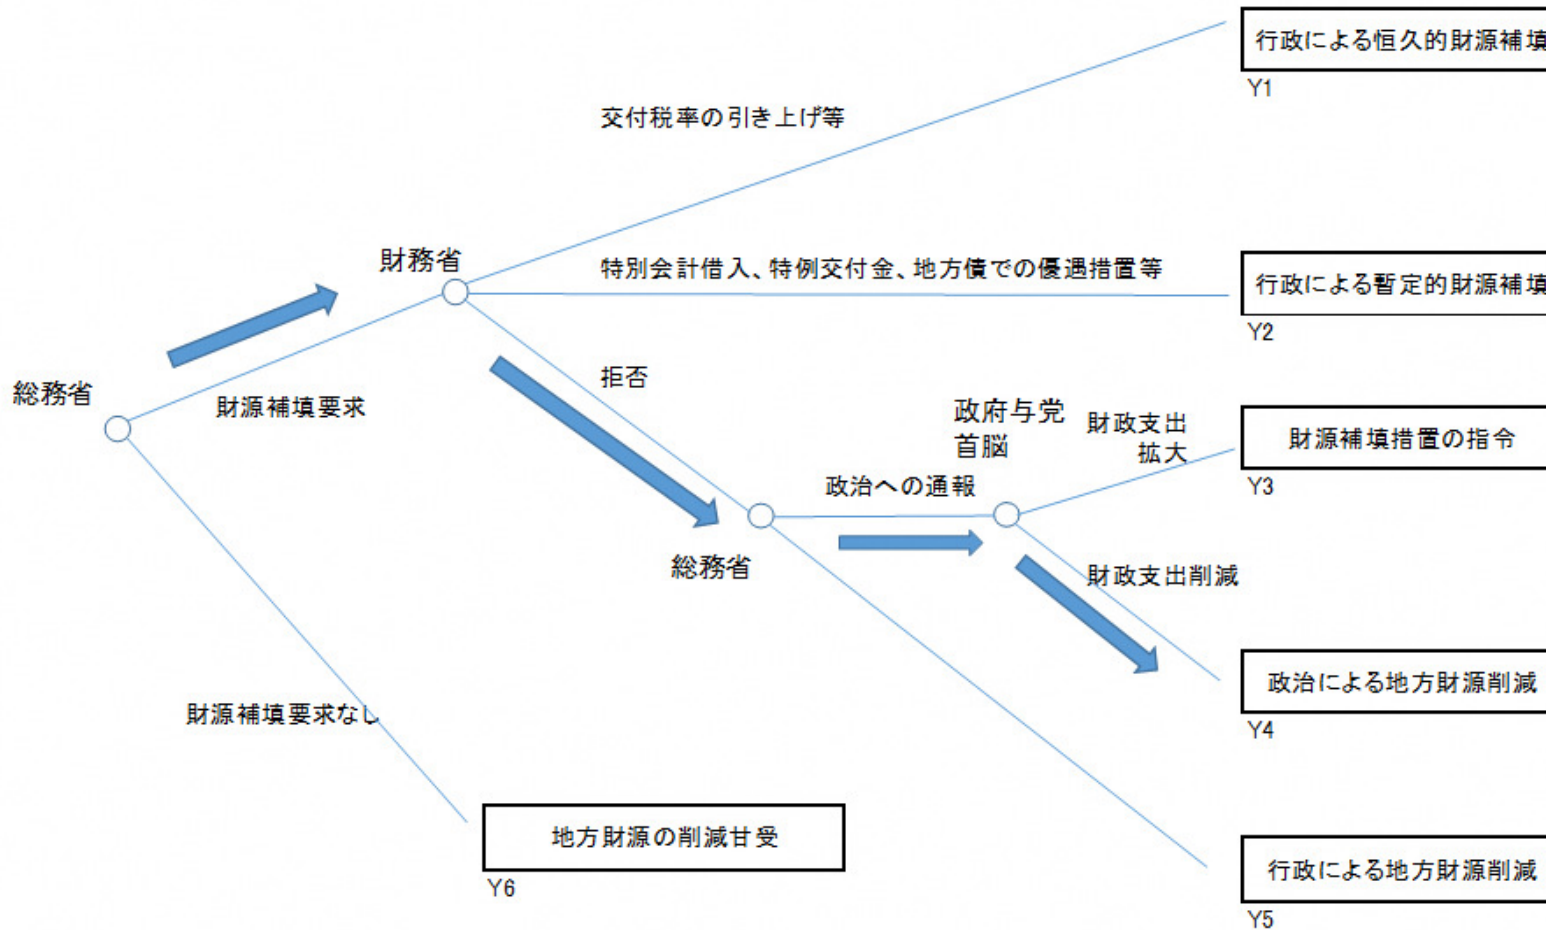 行政による恒久的財源補填
Y1
交付税率の引き上げ等
財務省
特別会計借入、特例交付金、地方債での優遇措置等
行政による暫定的財源補填
Y2
総務省
財源補填要求
拒否
政府与党
首脳
財政支出
拡大
財源補填措置の指令
Y3
政治への通報
総務省
財政支出削減
政治による地方財源削減
Y4
財源補填要求なし
地方財源の削減甘受
Y6
行政による地方財源削減
Y5